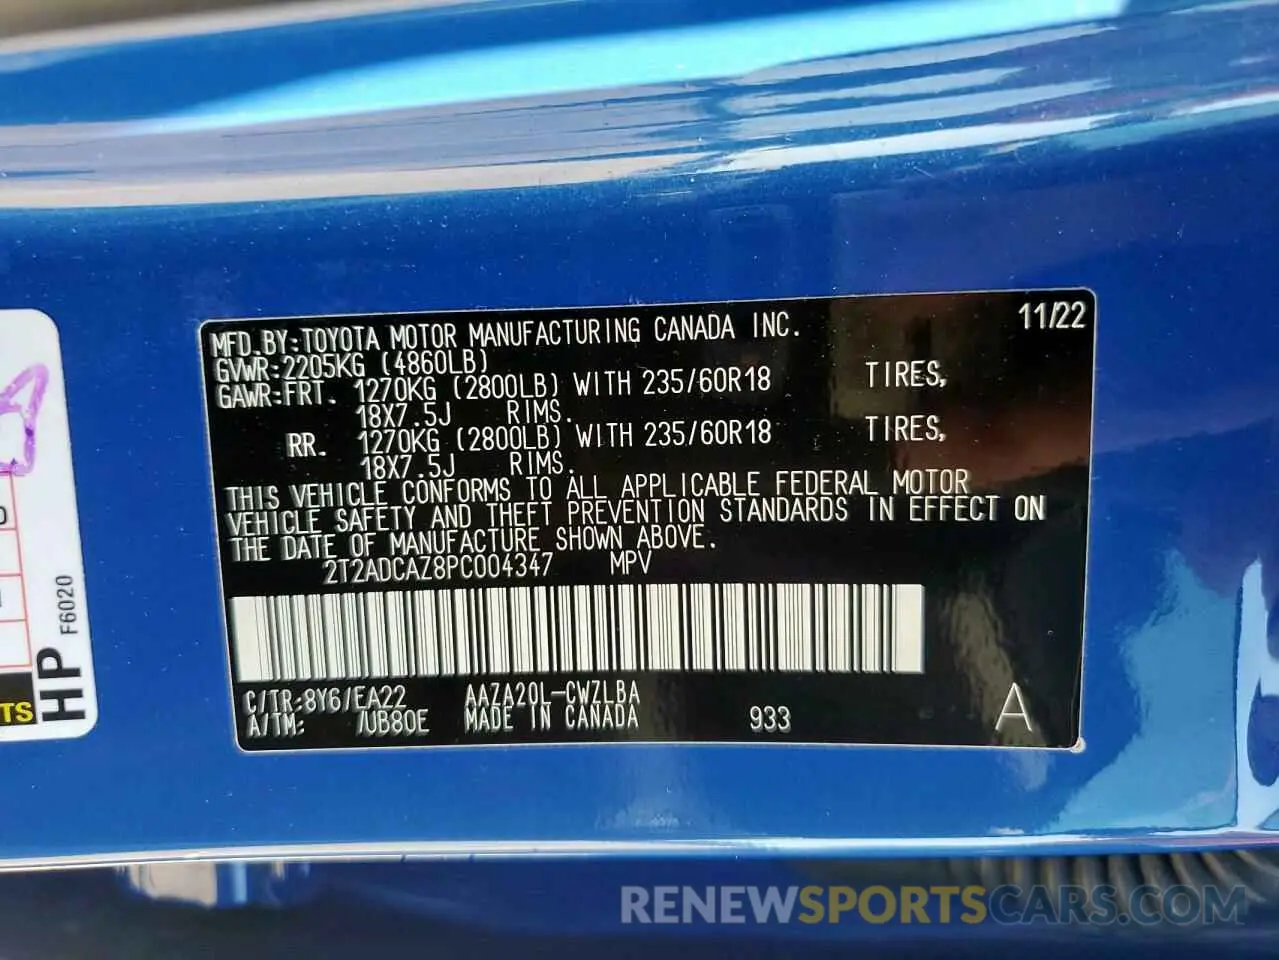 MFD.BY:TOYOTA MOTOR MANUFACTURING CANADA INC. 11/22
GVWR:2205KG (4860LB)
GAWR:FRT. 1270KG (2800LB) WITH 235/60R18 TIRES,
18X7.5J RIMS.
RR. 1270KG (2800LB) WITH 235/60R18 TIRES,
18X7.5J RIMS.
THIS VEHICLE CONFORMS TO ALL APPLICABLE FEDERAL MOTOR
VEHICLE SAFETY AND THEFT PREVENTION STANDARDS IN EFFECT ON
THE DATE OF MANUFACTURE SHOWN ABOVE.
2T2ADCAZ8PC004347 MPV
C/TR:8Y6/EA22 AAZA20L-CWZLBA
A/TM: /UB80E MADE IN CANADA 933 A
HP F6020
TS
RENEWSPORTSCARS.COM